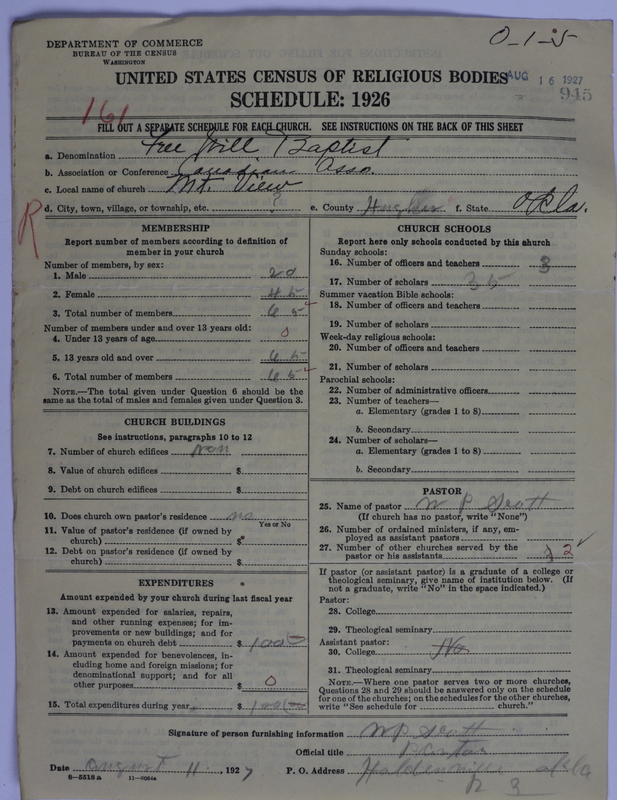 DEPARTMENT OF COMMERCE
BUREAU OF THE CENSUS
WASHINGTON
0-1-5
UNITED STATES CENSUS OF RELIGIOUS BODIES
AUG 16 1927
SCHEDULE: 1926
945
161
FILL OUT A SEPARATE SCHEDULE FOR EACH CHURCH. SEE INSTRUCTIONS ON THE BACK OF THIS SHEET
a. Denomination Free Will Baptist
b. Association or Conference Canadian Asso.
c. Local name of church Mt. View
d. City, town, village, or township, etc.
e. County Hughes f. State Okla.
R
MEMBERSHIP
Report number of members according to definition of member in your church
Number of members, by sex:
1. Male 20
2. Female 45
3. Total number of members 65
Number of members under and over 13 years old:
4. Under 13 years of age 0
5. 13 years old and over 65
6. Total number of members 65
NOTE.—The total given under Question 6 should be the
same as the total of males and females given under Question 3.
CHURCH BUILDINGS
See instructions, paragraphs 10 to 12
7. Number of church edifices non
8. Value of church edifices $
9. Debt on church edifices $
10. Does church own pastor's residence no
Yes or No
11. Value of pastor's residence (if owned by
church) $
12. Debt on pastor's residence (if owned by
church) $
EXPENDITURES
Amount expended by your church during last fiscal year
13. Amount expended for salaries, repairs,
and other running expenses; for im-
provements or new buildings; and for
payments on church debt $ 100
14. Amount expended for benevolences, in-
cluding home and foreign missions; for
denominational support; and for all
other purposes $ 0
15. Total expenditures during year $ 100
CHURCH SCHOOLS
Report here only schools conducted by this church
Sunday schools:
16. Number of officers and teachers 3
17. Number of scholars 35
Summer vacation Bible schools:
18. Number of officers and teachers
19. Number of scholars
Week-day religious schools:
20. Number of officers and teachers
21. Number of scholars
Parochial schools:
22. Number of administrative officers
23. Number of teachers—
a. Elementary (grades 1 to 8)
b. Secondary
24. Number of scholars—
a. Elementary (grades 1 to 8)
b. Secondary
PASTOR
25. Name of pastor W P Scott
(If church has no pastor, write "None")
26. Number of ordained ministers, if any, em-
ployed as assistant pastors
27. Number of other churches served by the
pastor or his assistants 2
If pastor (or assistant pastor) is a graduate of a college or
theological seminary, give name of institution below. (If
not a graduate, write "No" in the space indicated.)
Pastor:
28. College
29. Theological seminary
Assistant pastor:
30. College No
31. Theological seminary
NOTE.—Where one pastor serves two or more churches,
Questions 28 and 29 should be answered only on the schedule
for one of the churches; on the schedules for the other churches,
write "See schedule for church."
Signature of person furnishing information W P Scott
Official title Pastor
Date August 11, 1927
P. O. Address Holdenville Okla
R 3
8-5518a 11-9064a